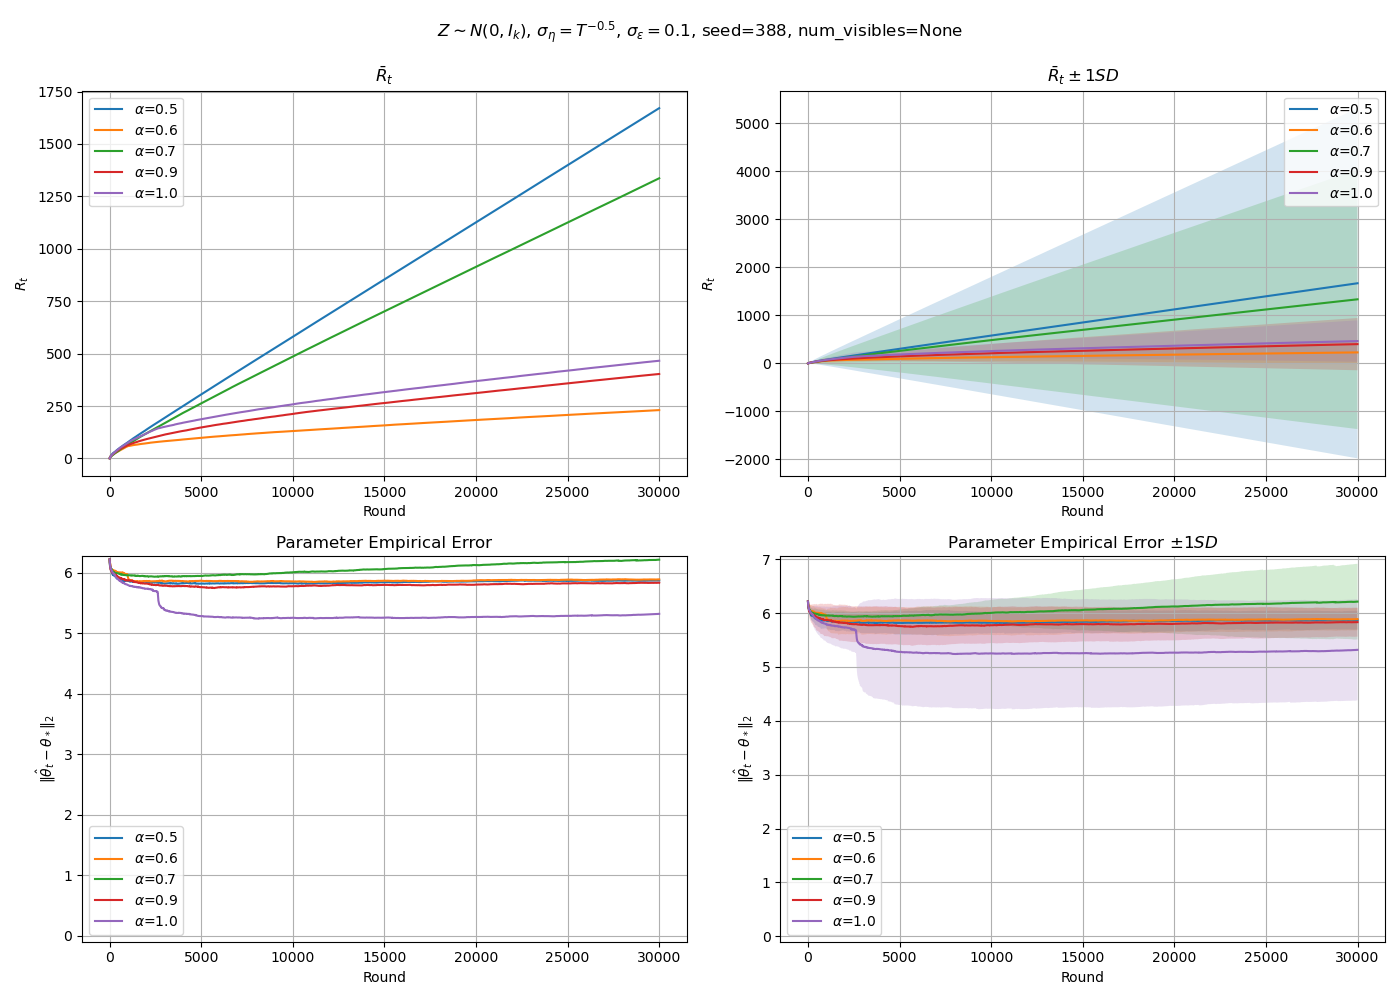 Z ~ N(0, I_k), σ_η = T^{-0.5}, σ_ε = 0.1, seed=388, num_visibles=None
R̄_t
R_t
1750
1500
1250
1000
750
500
250
0
α=0.5
α=0.6
α=0.7
α=0.9
α=1.0
0 5000 10000 15000 20000 25000 30000
Round
R̄_t ± 1SD
R_t
5000
4000
3000
2000
1000
0
−1000
−2000
α=0.5
α=0.6
α=0.7
α=0.9
α=1.0
0 5000 10000 15000 20000 25000 30000
Round
Parameter Empirical Error
‖θ̂_t − θ_*‖_2
6
5
4
3
2
1
0
α=0.5
α=0.6
α=0.7
α=0.9
α=1.0
0 5000 10000 15000 20000 25000 30000
Round
Parameter Empirical Error ±1SD
‖θ̂_t − θ_*‖_2
7
6
5
4
3
2
1
0
α=0.5
α=0.6
α=0.7
α=0.9
α=1.0
0 5000 10000 15000 20000 25000 30000
Round